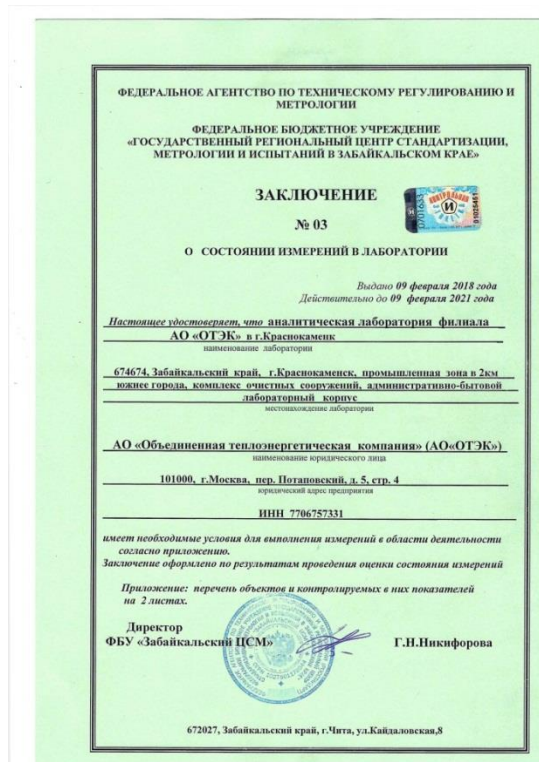 ФЕДЕРАЛЬНОЕ АГЕНТСТВО ПО ТЕХНИЧЕСКОМУ РЕГУЛИРОВАНИЮ И
МЕТРОЛОГИИ
ФЕДЕРАЛЬНОЕ БЮДЖЕТНОЕ УЧРЕЖДЕНИЕ
«ГОСУДАРСТВЕННЫЙ РЕГИОНАЛЬНЫЙ ЦЕНТР СТАНДАРТИЗАЦИИ,
МЕТРОЛОГИИ И ИСПЫТАНИЙ В ЗАБАЙКАЛЬСКОМ КРАЕ»
ЗАКЛЮЧЕНИЕ
№ 03
О СОСТОЯНИИ ИЗМЕРЕНИЙ В ЛАБОРАТОРИИ
Выдано 09 февраля 2018 года
Действительно до 09 февраля 2021 года
Настоящее удостоверяет, что аналитическая лаборатория филиала
АО «ОТЭК» в г.Краснокаменк
наименование лаборатории
674674, Забайкальский край, г.Краснокаменск, промышленная зона в 2км
южнее города, комплекс очистных сооружений, административно-бытовой
лабораторный корпус
местонахождение лаборатории
АО «Объединенная теплоэнергетическая компания» (АО«ОТЭК»)
наименование юридического лица
101000, г.Москва, пер. Потаповский, д. 5, стр. 4
юридический адрес предприятия
ИНН 7706757331
имеет необходимые условия для выполнения измерений в области деятельности
согласно приложению.
Заключение оформлено по результатам проведения оценки состояния измерений
Приложение: перечень объектов и контролируемых в них показателей
на 2 листах.
Директор
ФБУ «Забайкальский ЦСМ» Г.Н.Никифорова
672027, Забайкальский край, г.Чита, ул.Кайдаловская,8